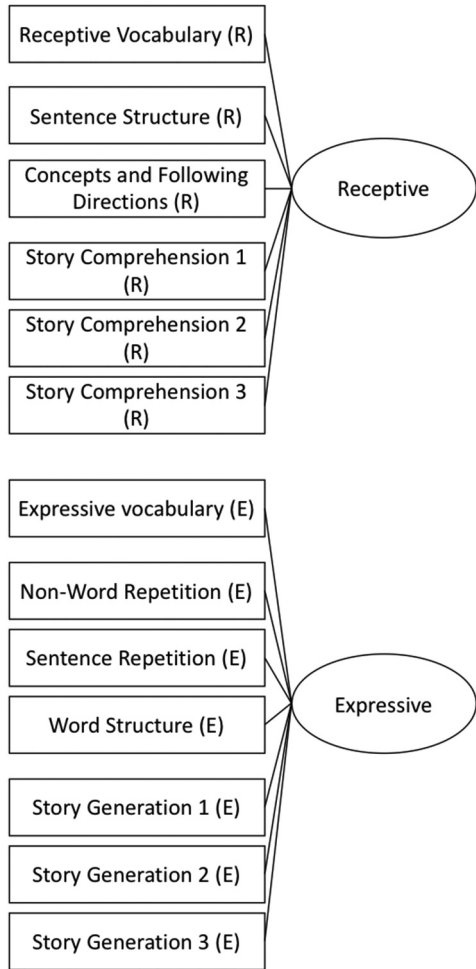 Receptive Vocabulary (R)
Sentence Structure (R)
Concepts and Following
Directions (R)
Story Comprehension 1
(R)
Story Comprehension 2
(R)
Story Comprehension 3
(R)
Receptive
Expressive vocabulary (E)
Non-Word Repetition (E)
Sentence Repetition (E)
Word Structure (E)
Story Generation 1 (E)
Story Generation 2 (E)
Story Generation 3 (E)
Expressive